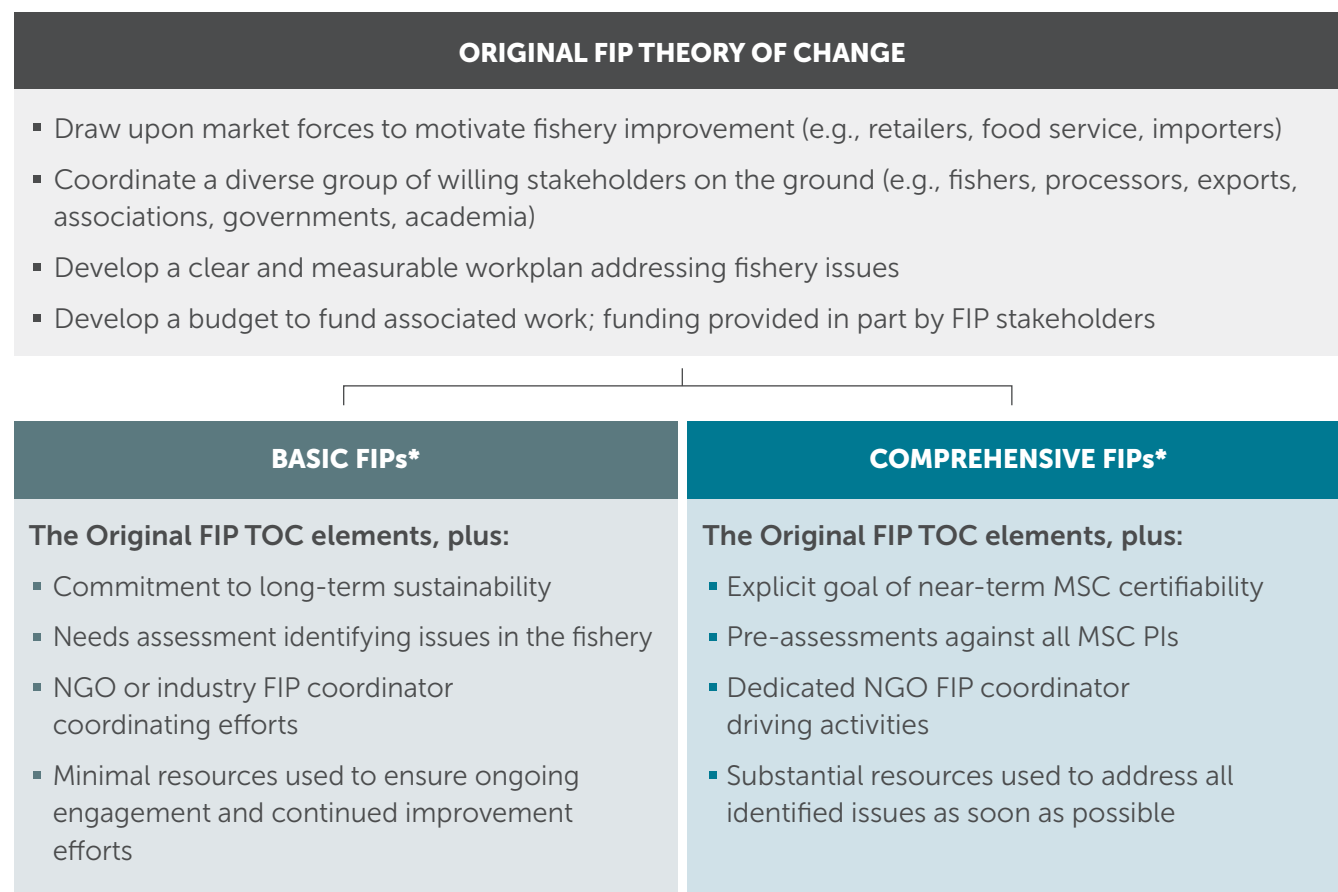 ORIGINAL FIP THEORY OF CHANGE
▪ Draw upon market forces to motivate fishery improvement (e.g., retailers, food service, importers)
▪ Coordinate a diverse group of willing stakeholders on the ground (e.g., fishers, processors, exports,
associations, governments, academia)
▪ Develop a clear and measurable workplan addressing fishery issues
▪ Develop a budget to fund associated work; funding provided in part by FIP stakeholders
BASIC FIPs*
The Original FIP TOC elements, plus:
▪ Commitment to long-term sustainability
▪ Needs assessment identifying issues in the fishery
▪ NGO or industry FIP coordinator
coordinating efforts
▪ Minimal resources used to ensure ongoing
engagement and continued improvement
efforts
COMPREHENSIVE FIPs*
The Original FIP TOC elements, plus:
▪ Explicit goal of near-term MSC certifiability
▪ Pre-assessments against all MSC PIs
▪ Dedicated NGO FIP coordinator
driving activities
▪ Substantial resources used to address all
identified issues as soon as possible